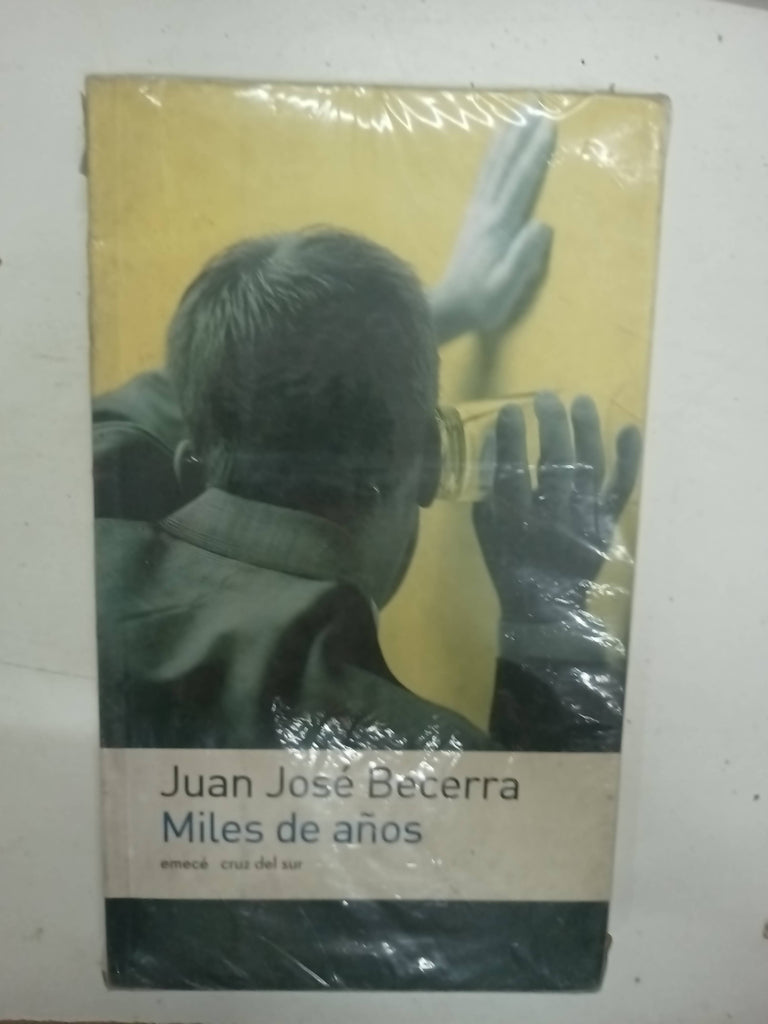 Juan José Becerra
Miles de años
emecé cruz del sur